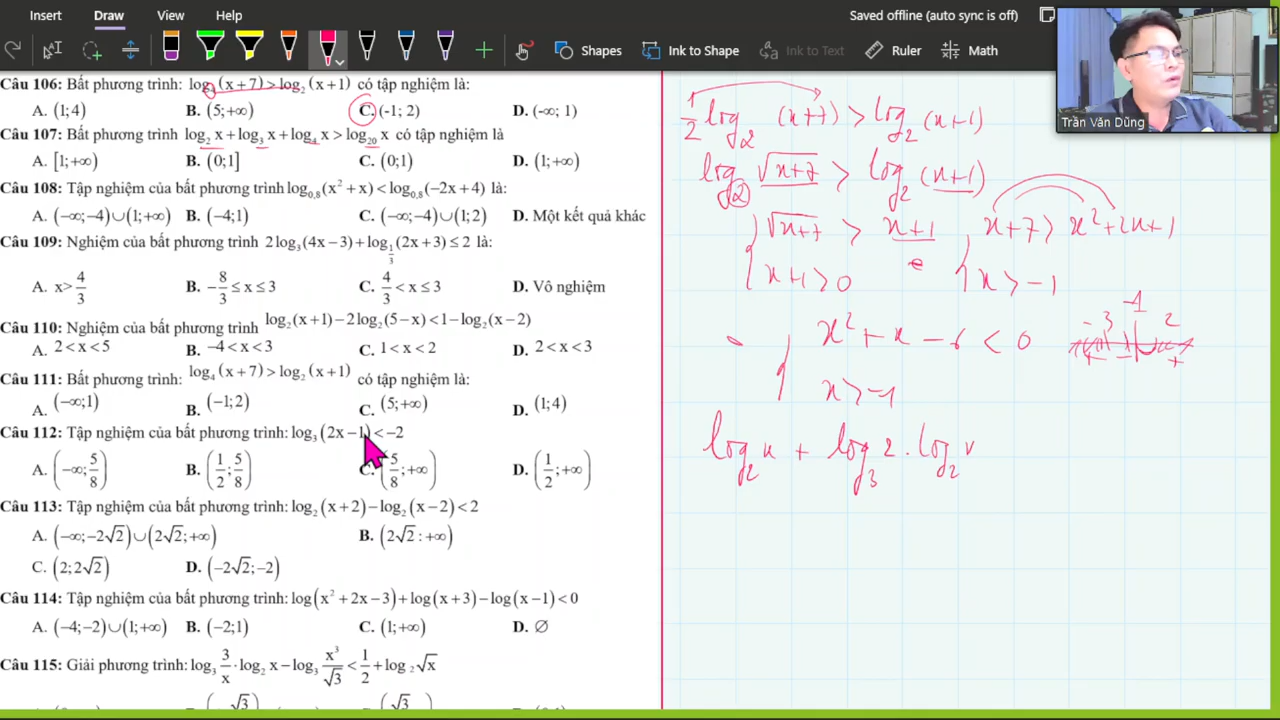 Insert Draw View Help Saved offline (auto sync is off)
Shapes Ink to Shape Ink to Text Ruler Math
Trần Văn Dũng
Câu 106: Bất phương trình: log₄(x+7)>log₂(x+1) có tập nghiệm là:
A. (1;4) B. (5;+∞) C. (-1; 2) D. (-∞; 1)
Câu 107: Bất phương trình log₂ x+log₃ x+log₄ x>log₂₀ x có tập nghiệm là
A. [1;+∞) B. (0;1] C. (0;1) D. (1;+∞)
Câu 108: Tập nghiệm của bất phương trình log₀,₈(x²+x)<log₀,₈(−2x+4) là:
A. (−∞;−4)∪(1;+∞) B. (−4;1) C. (−∞;−4)∪(1;2) D. Một kết quả khác
Câu 109: Nghiệm của bất phương trình 2log₃(4x−3)+log_{1/3}(2x+3)≤2 là:
A. x>4/3 B. −8/3≤x≤3 C. 4/3<x≤3 D. Vô nghiệm
Câu 110: Nghiệm của bất phương trình log₂(x+1)−2log₂(5−x)<1−log₂(x−2)
A. 2<x<5 B. −4<x<3 C. 1<x<2 D. 2<x<3
Câu 111: Bất phương trình: log₄(x+7)>log₂(x+1) có tập nghiệm là:
A. (−∞;1) B. (−1;2) C. (5;+∞) D. (1;4)
Câu 112: Tập nghiệm của bất phương trình: log₃(2x−1)<−2
A. (−∞;5/8) B. (1/2;5/8) C. (5/8;+∞) D. (1/2;+∞)
Câu 113: Tập nghiệm của bất phương trình: log₂(x+2)−log₂(x−2)<2
A. (−∞;−2√2)∪(2√2;+∞) B. (2√2:+∞)
C. (2;2√2) D. (−2√2;−2)
Câu 114: Tập nghiệm của bất phương trình: log(x²+2x−3)+log(x+3)−log(x−1)<0
A. (−4;−2)∪(1;+∞) B. (−2;1) C. (1;+∞) D. ∅
Câu 115: Giải phương trình: log₃ 3/x·log₂ x−log₃ x³/√3<1/2+log₂√x
1/2 log₂ (x+7) > log₂ (x+1)
log₂ √x+7 > log₂ (x+1)
√x+7 > x+1 x+7 > x²+2x+1
x+1 > 0 x > −1
x² + x − 6 < 0 −3 −1 2
x > −1
log₂ x + log₃ 2 . log₂ x